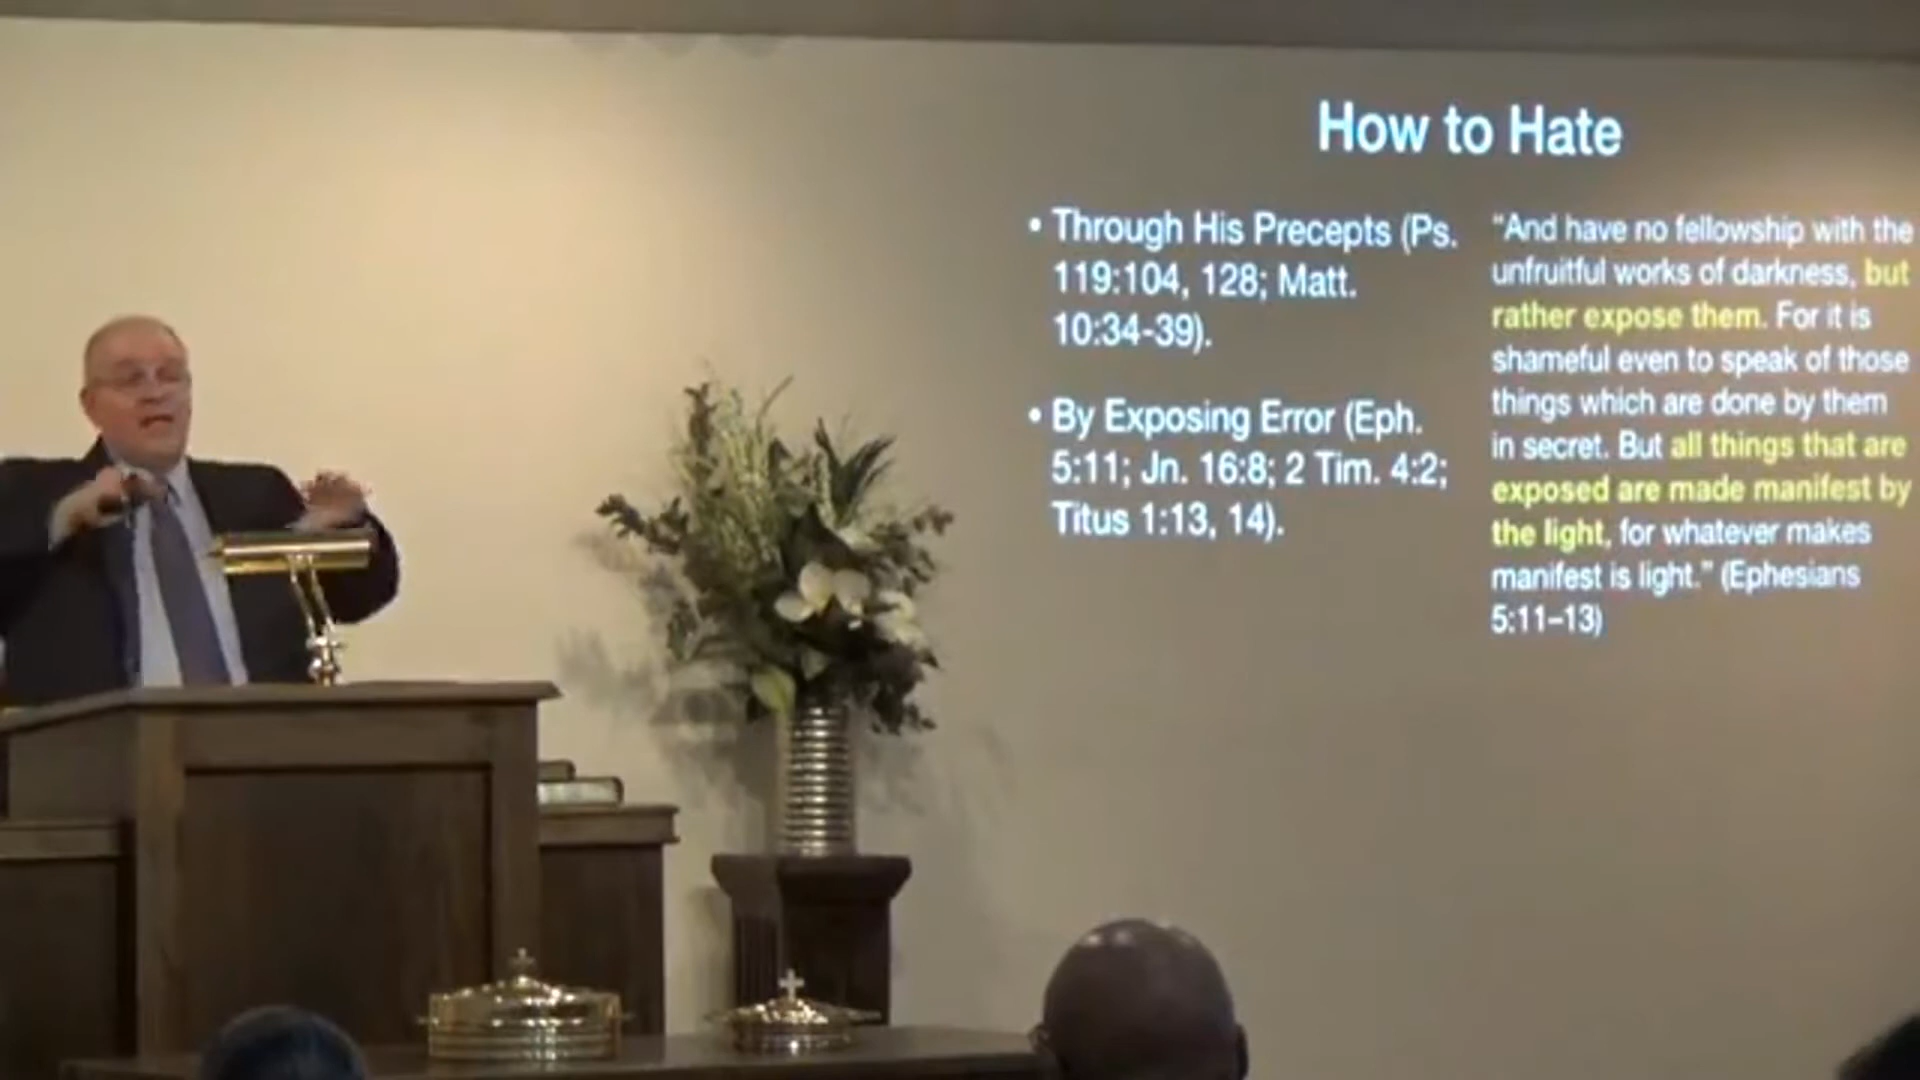 How to Hate
• Through His Precepts (Ps.
119:104, 128; Matt.
10:34-39).
• By Exposing Error (Eph.
5:11; Jn. 16:8; 2 Tim. 4:2;
Titus 1:13, 14).
“And have no fellowship with the
unfruitful works of darkness, but
rather expose them. For it is
shameful even to speak of those
things which are done by them
in secret. But all things that are
exposed are made manifest by
the light, for whatever makes
manifest is light.” (Ephesians
5:11–13)